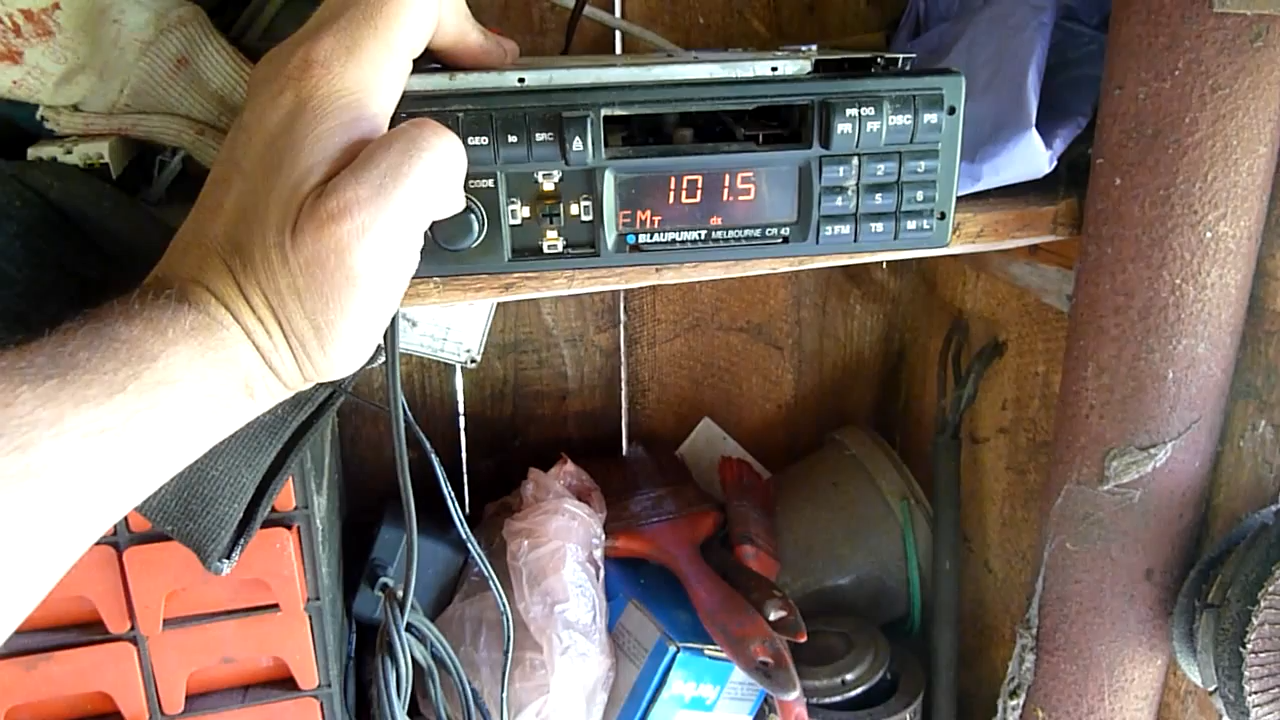 GEO lo SRC
PROG
FR FF DSC PS
CODE
101.5
FMT dx
BLAUPUNKT MELBOURNE CR 43
1 2 3
4 5 6
3 FM TS M L